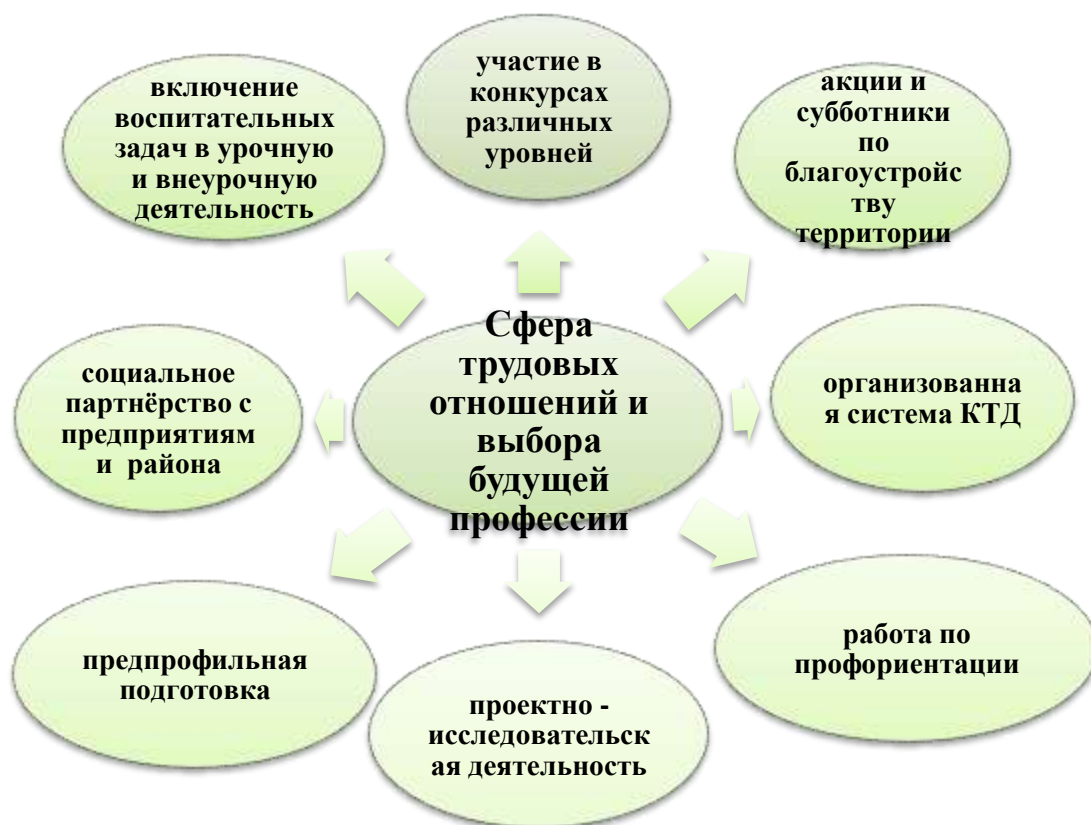 включение
воспитательных
задач в урочную
и внеурочную
деятельность
участие в
конкурсах
различных
уровней
акции и
субботники
по
благоустройс
тву
территории
социальное
партнёрство с
предприятиям
и района
Сфера
трудовых
отношений и
выбора
будущей
профессии
организованна
я система КТД
предпрофильная
подготовка
проектно -
исследовательск
ая деятельность
работа по
профориентации